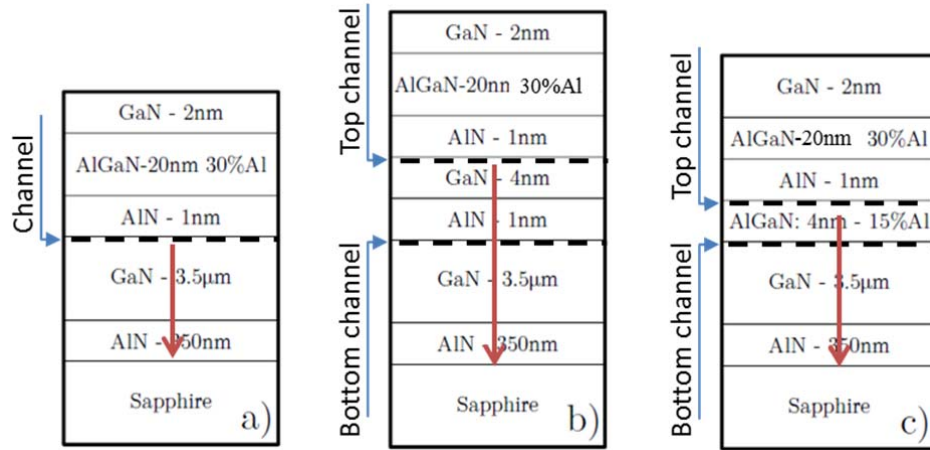 Channel
GaN - 2nm
AlGaN-20nm 30%Al
AlN - 1nm
GaN - 3.5μm
AlN - 350nm
Sapphire
a)
Top channel
Bottom channel
GaN - 2nm
AlGaN-20nm 30%Al
AlN - 1nm
GaN - 4nm
AlN - 1nm
GaN - 3.5μm
AlN - 350nm
Sapphire
b)
Top channel
Bottom channel
GaN - 2nm
AlGaN-20nm 30%Al
AlN - 1nm
AlGaN: 4nm - 15%Al
GaN - 3.5μm
AlN - 350nm
Sapphire
c)